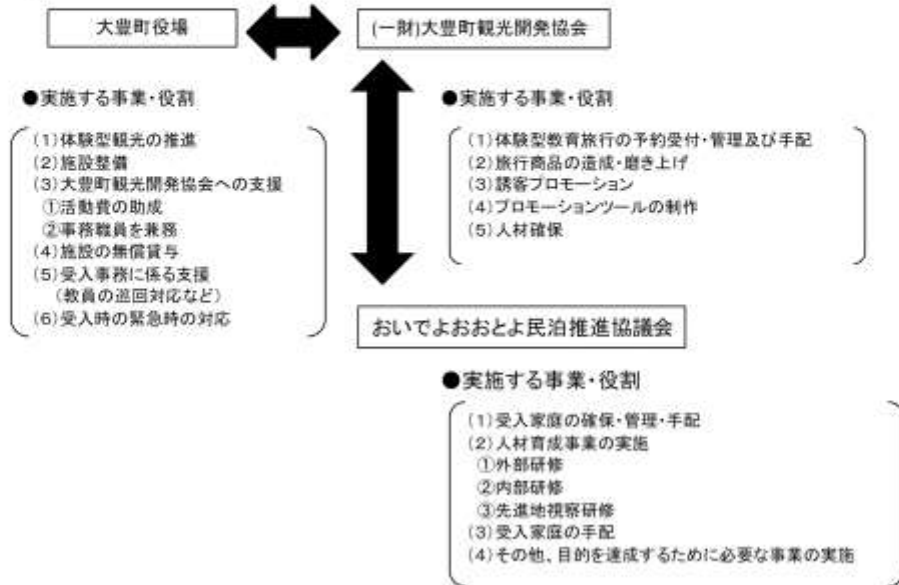 大豊町役場
(一財)大豊町観光開発協会
●実施する事業・役割
(1)体験型観光の推進
(2)施設整備
(3)大豊町観光開発協会への支援
①活動費の助成
②事務職員を兼務
(4)施設の無償貸与
(5)受入事務に係る支援
(教員の巡回対応など)
(6)受入時の緊急時の対応
●実施する事業・役割
(1)体験型教育旅行の予約受付・管理及び手配
(2)旅行商品の造成・磨き上げ
(3)誘客プロモーション
(4)プロモーションツールの制作
(5)人材確保
おいでよおおとよ民泊推進協議会
●実施する事業・役割
(1)受入家庭の確保・管理・手配
(2)人材育成事業の実施
①外部研修
②内部研修
③先進地視察研修
(3)受入家庭の手配
(4)その他、目的を達成するために必要な事業の実施